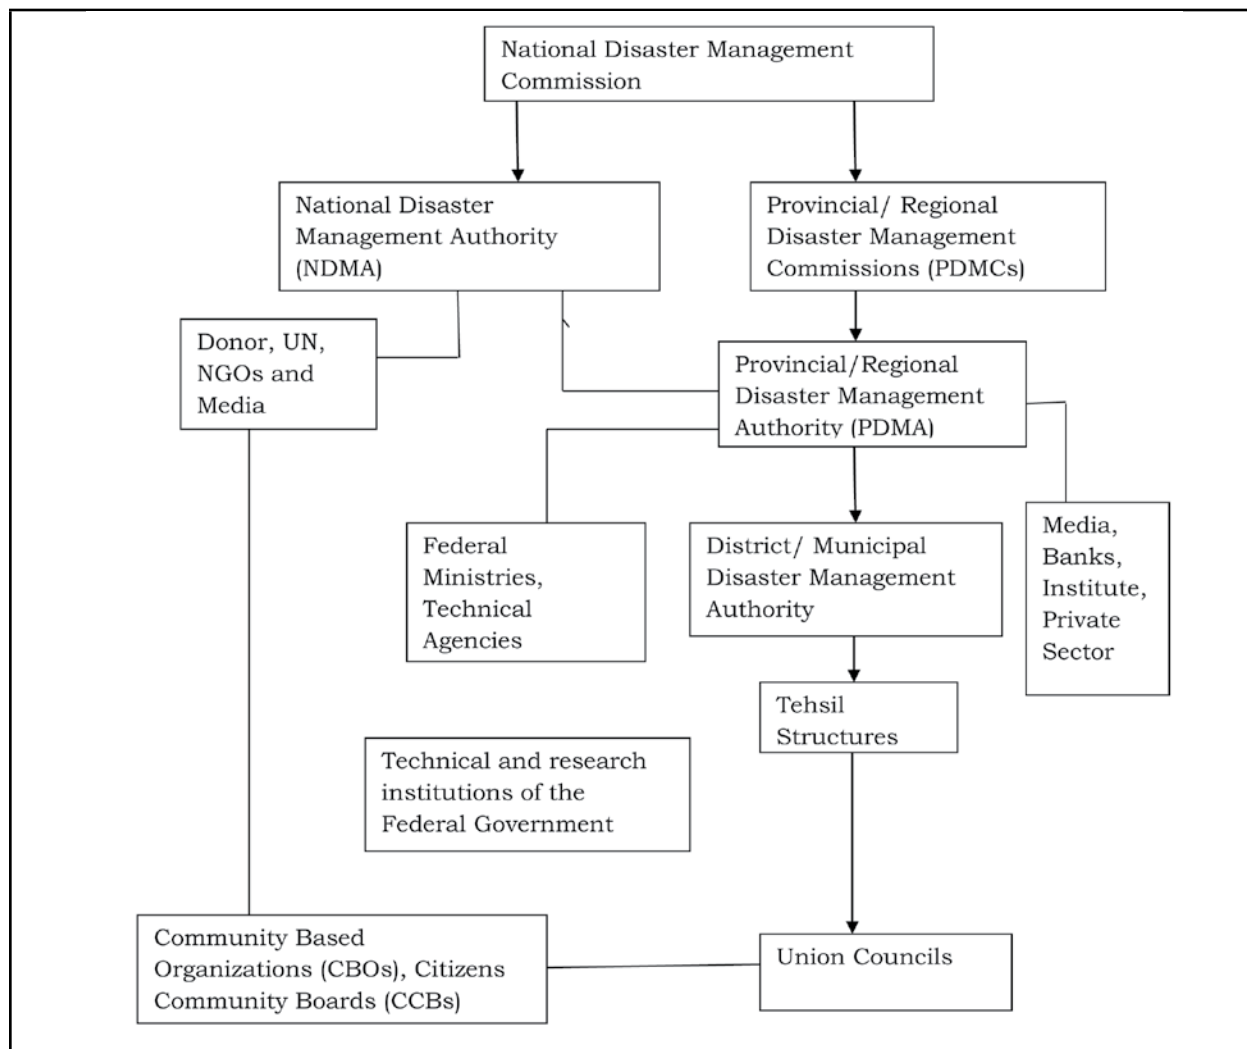 National Disaster Management
Commission
National Disaster
Management Authority
(NDMA)
Provincial/ Regional
Disaster Management
Commissions (PDMCs)
Donor, UN,
NGOs and
Media
Provincial/Regional
Disaster Management
Authority (PDMA)
Federal
Ministries,
Technical
Agencies
District/ Municipal
Disaster Management
Authority
Media,
Banks,
Institute,
Private
Sector
Tehsil
Structures
Technical and research
institutions of the
Federal Government
Community Based
Organizations (CBOs), Citizens
Community Boards (CCBs)
Union Councils